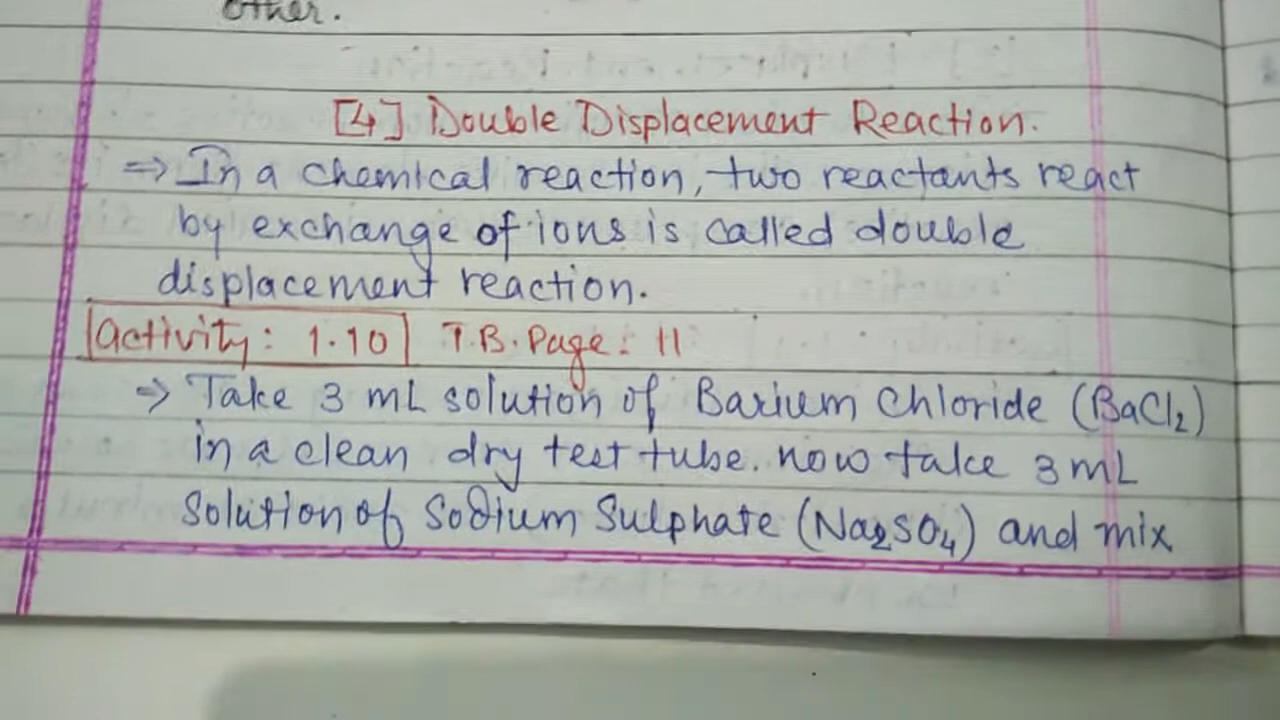 other.
[4] Double Displacement Reaction.
⇒ In a chemical reaction, two reactants react
by exchange of ions is called double
displacement reaction.
Activity: 1.10 T.B. Page: 11
⇒ Take 3 mL solution of Barium Chloride (BaCl₂)
in a clean dry test tube. now take 3 mL
Solution of Sodium Sulphate (Na₂SO₄) and mix